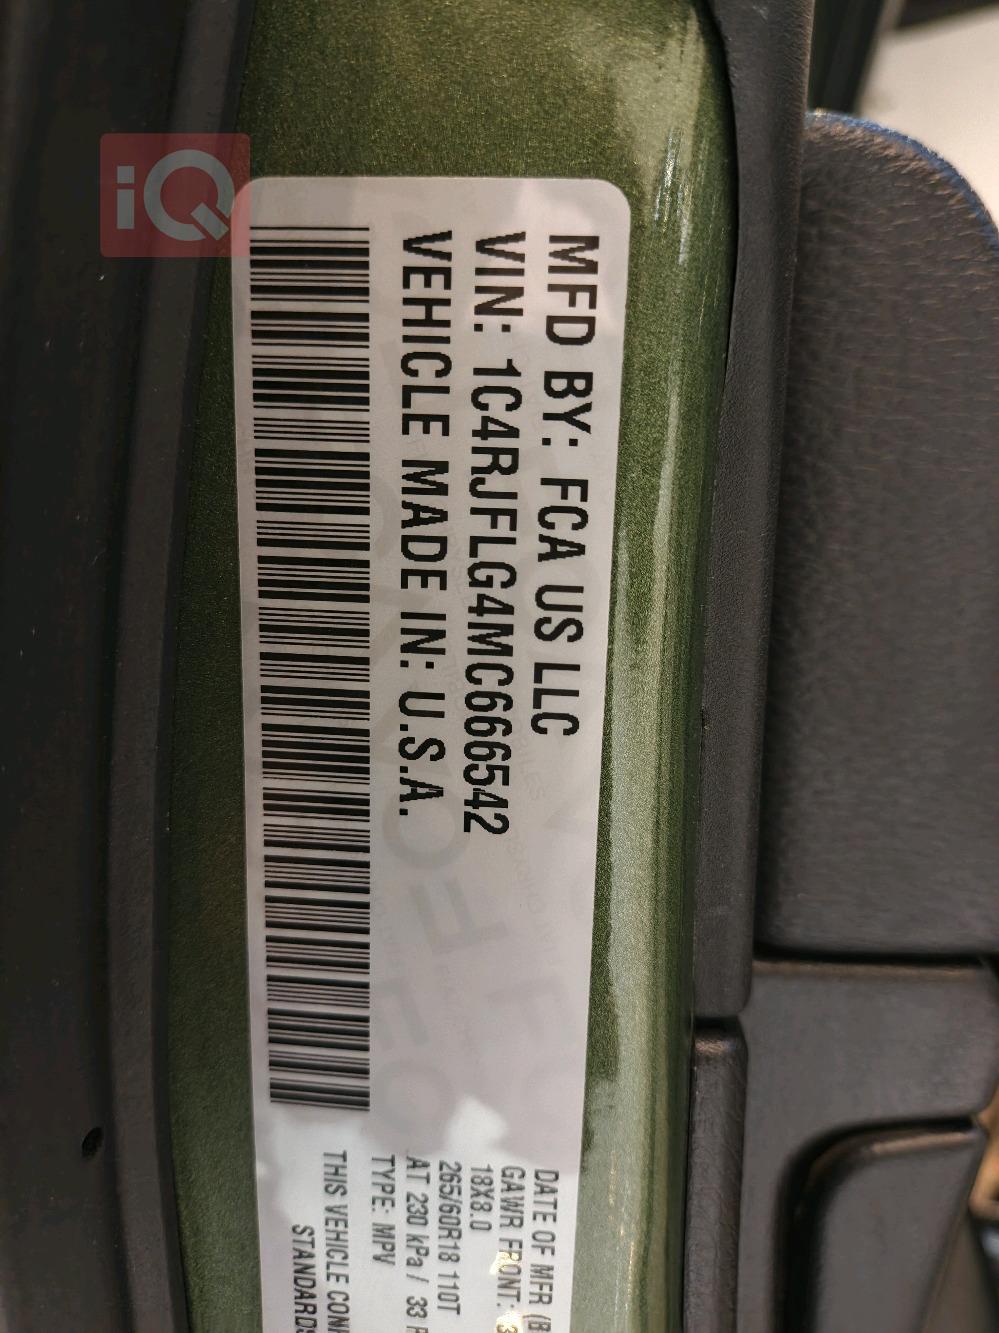 iQ
MFD BY: FCA US LLC
VIN: 1C4RJFLG4MC666542
VEHICLE MADE IN: U.S.A.
DATE OF MFR (B
GAWR FRONT.
18X8.0
265/60R18 110T
AT 230 kPa / 33
TYPE: MPV
THIS VEHICLE
STANDARDS